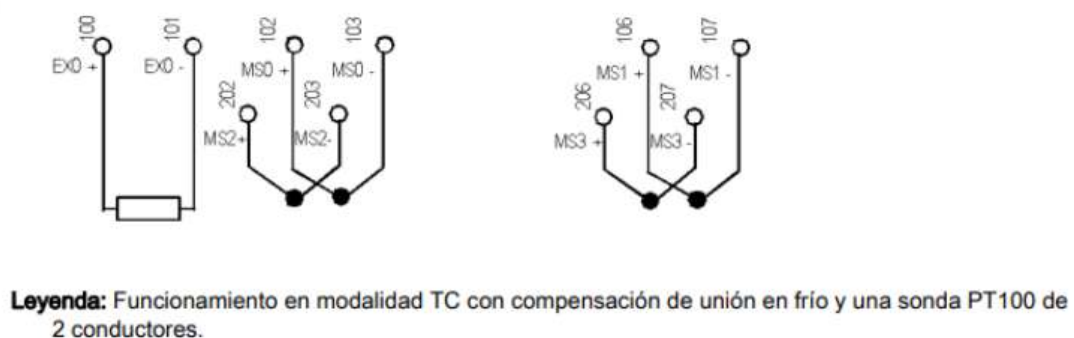 100
101
102
103
106
107
EX0 +
EX0 -
MS0 +
MS0 -
MS1 +
MS1 -
202
203
206
207
MS2+
MS2-
MS3 +
MS3 -
Leyenda: Funcionamiento en modalidad TC con compensación de unión en frío y una sonda PT100 de
2 conductores.